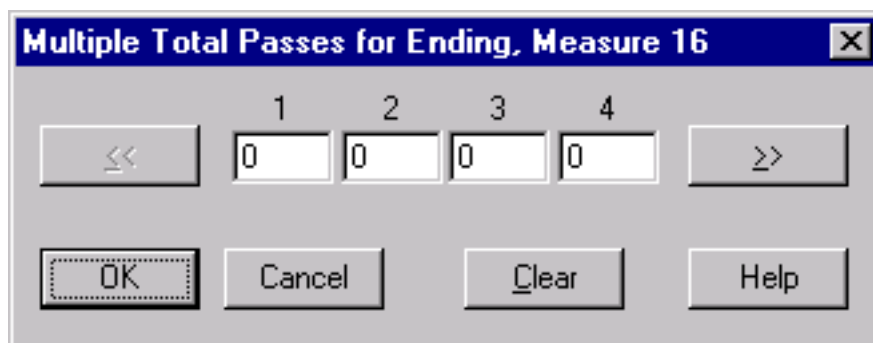 Multiple Total Passes for Ending, Measure 16
1 2 3 4
<< 0 0 0 0 >>
OK Cancel Clear Help